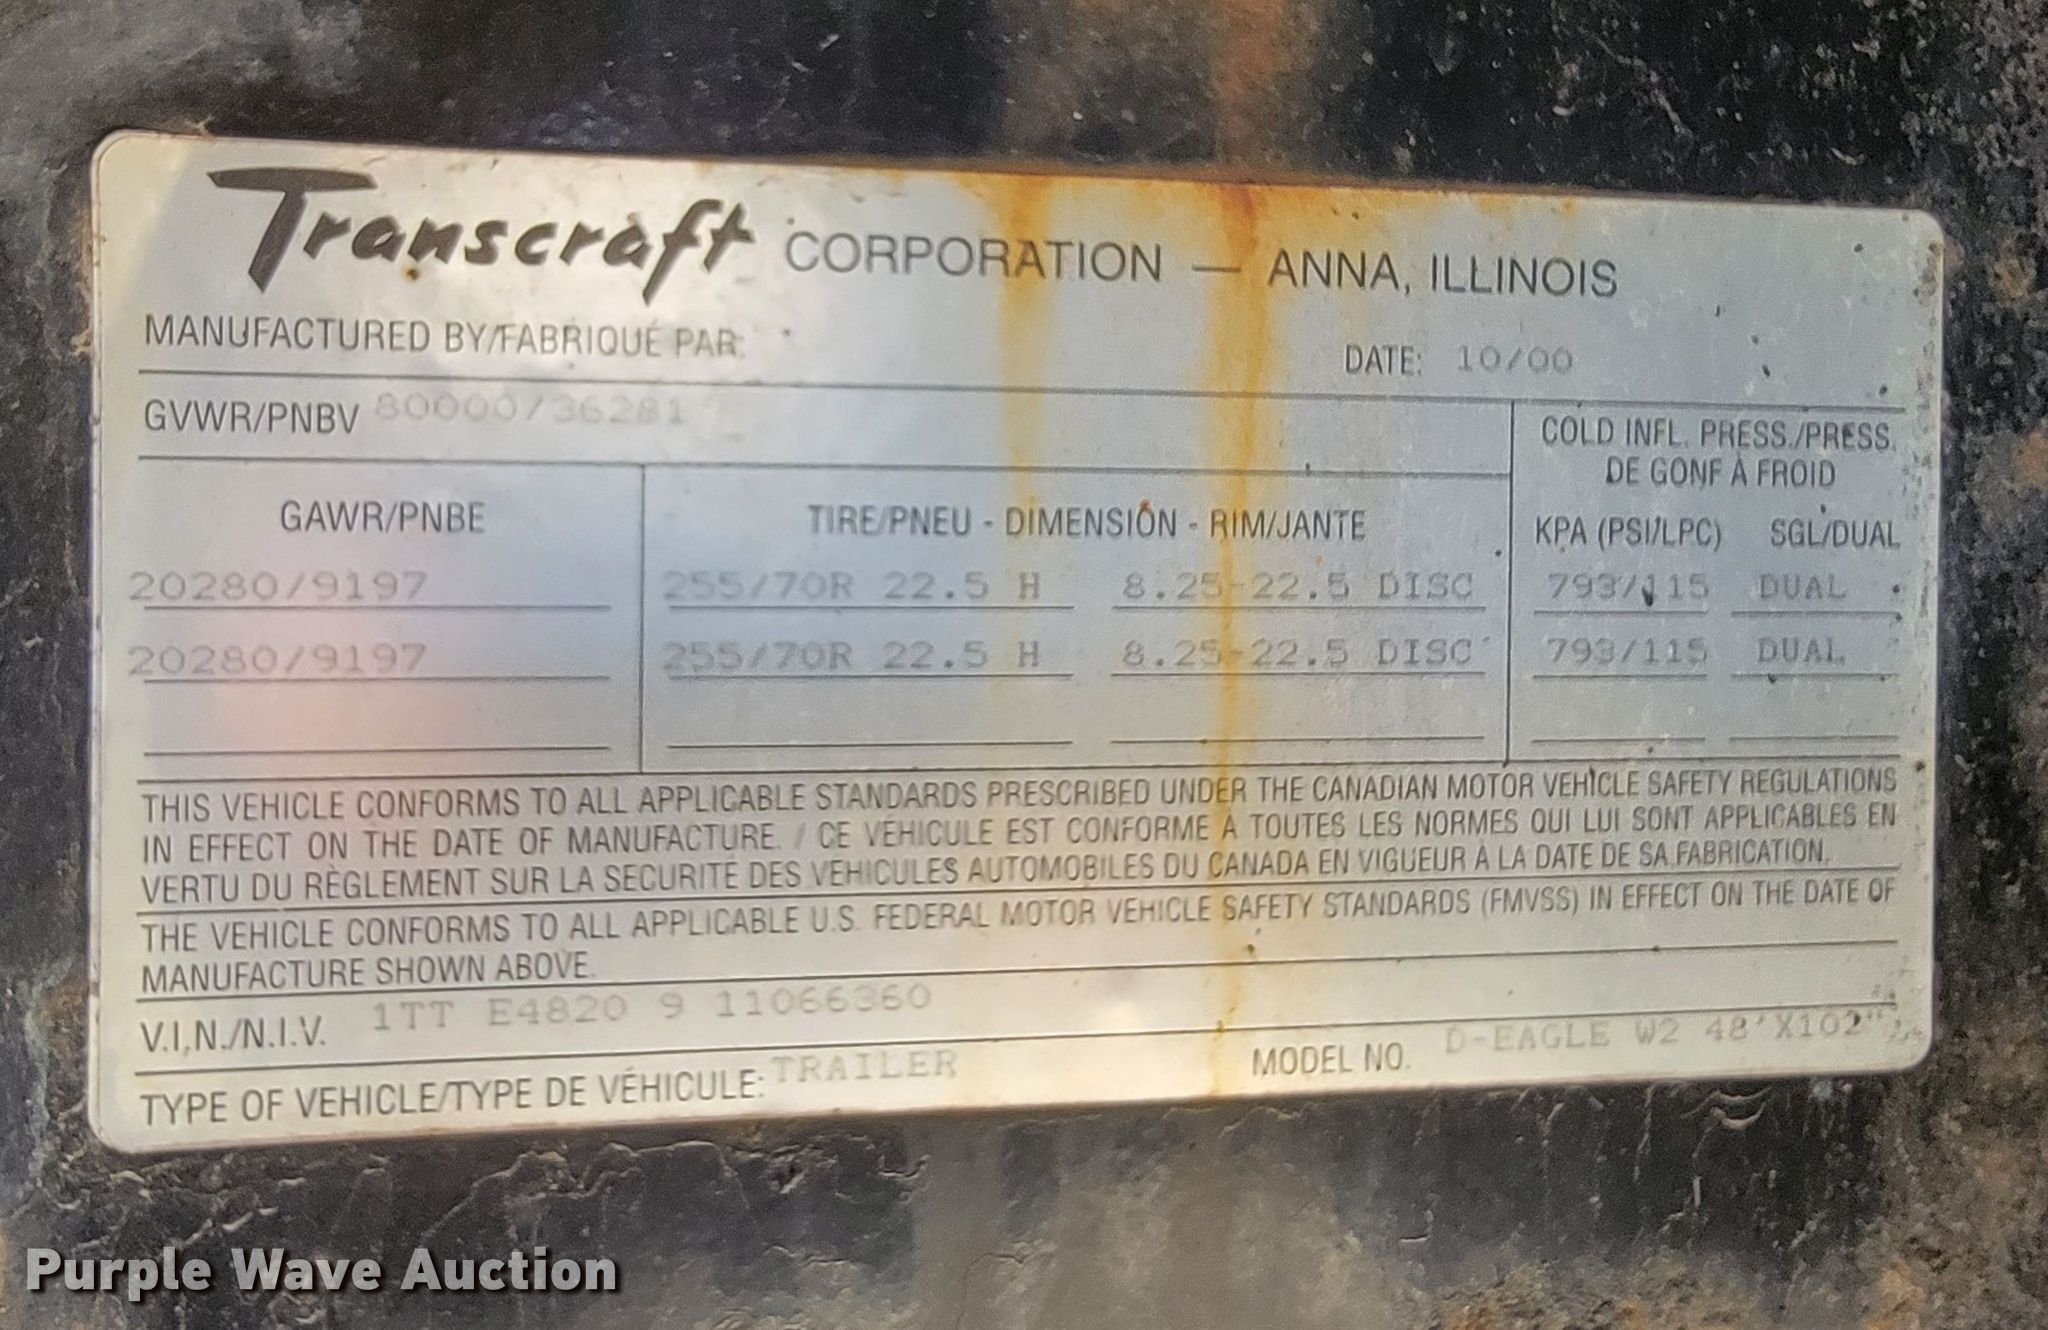 Transcraft CORPORATION — ANNA, ILLINOIS
MANUFACTURED BY/FABRIQUÉ PAR:
DATE: 10/00
GVWR/PNBV 80000/36281
COLD INFL. PRESS./PRESS.
DE GONF À FROID
GAWR/PNBE TIRE/PNEU - DIMENSION - RIM/JANTE KPA (PSI/LPC) SGL/DUAL
20280/9197 255/70R 22.5 H 8.25-22.5 DISC 793/115 DUAL
20280/9197 255/70R 22.5 H 8.25-22.5 DISC 793/115 DUAL
THIS VEHICLE CONFORMS TO ALL APPLICABLE STANDARDS PRESCRIBED UNDER THE CANADIAN MOTOR VEHICLE SAFETY REGULATIONS
IN EFFECT ON THE DATE OF MANUFACTURE. / CE VÉHICULE EST CONFORME À TOUTES LES NORMES QUI LUI SONT APPLICABLES EN
VERTU DU RÈGLEMENT SUR LA SECURITÉ DES VÉHICULES AUTOMOBILES DU CANADA EN VIGUEUR À LA DATE DE SA FABRICATION.
THE VEHICLE CONFORMS TO ALL APPLICABLE U.S. FEDERAL MOTOR VEHICLE SAFETY STANDARDS (FMVSS) IN EFFECT ON THE DATE OF
MANUFACTURE SHOWN ABOVE.
V.I.N./N.I.V. 1TT E4820 9 11066360
TYPE OF VEHICLE/TYPE DE VÉHICULE: TRAILER
MODEL NO. D-EAGLE W2 48'X102"
Purple Wave Auction